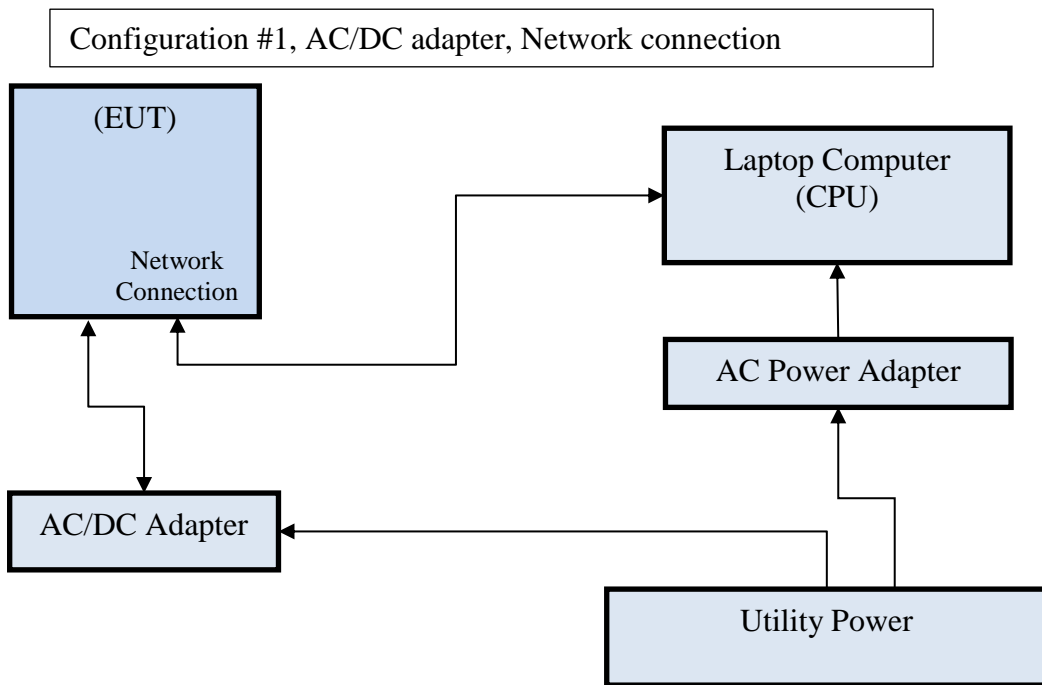 Configuration #1, AC/DC adapter, Network connection
(EUT)
Network
Connection
Laptop Computer
(CPU)
AC Power Adapter
AC/DC Adapter
Utility Power